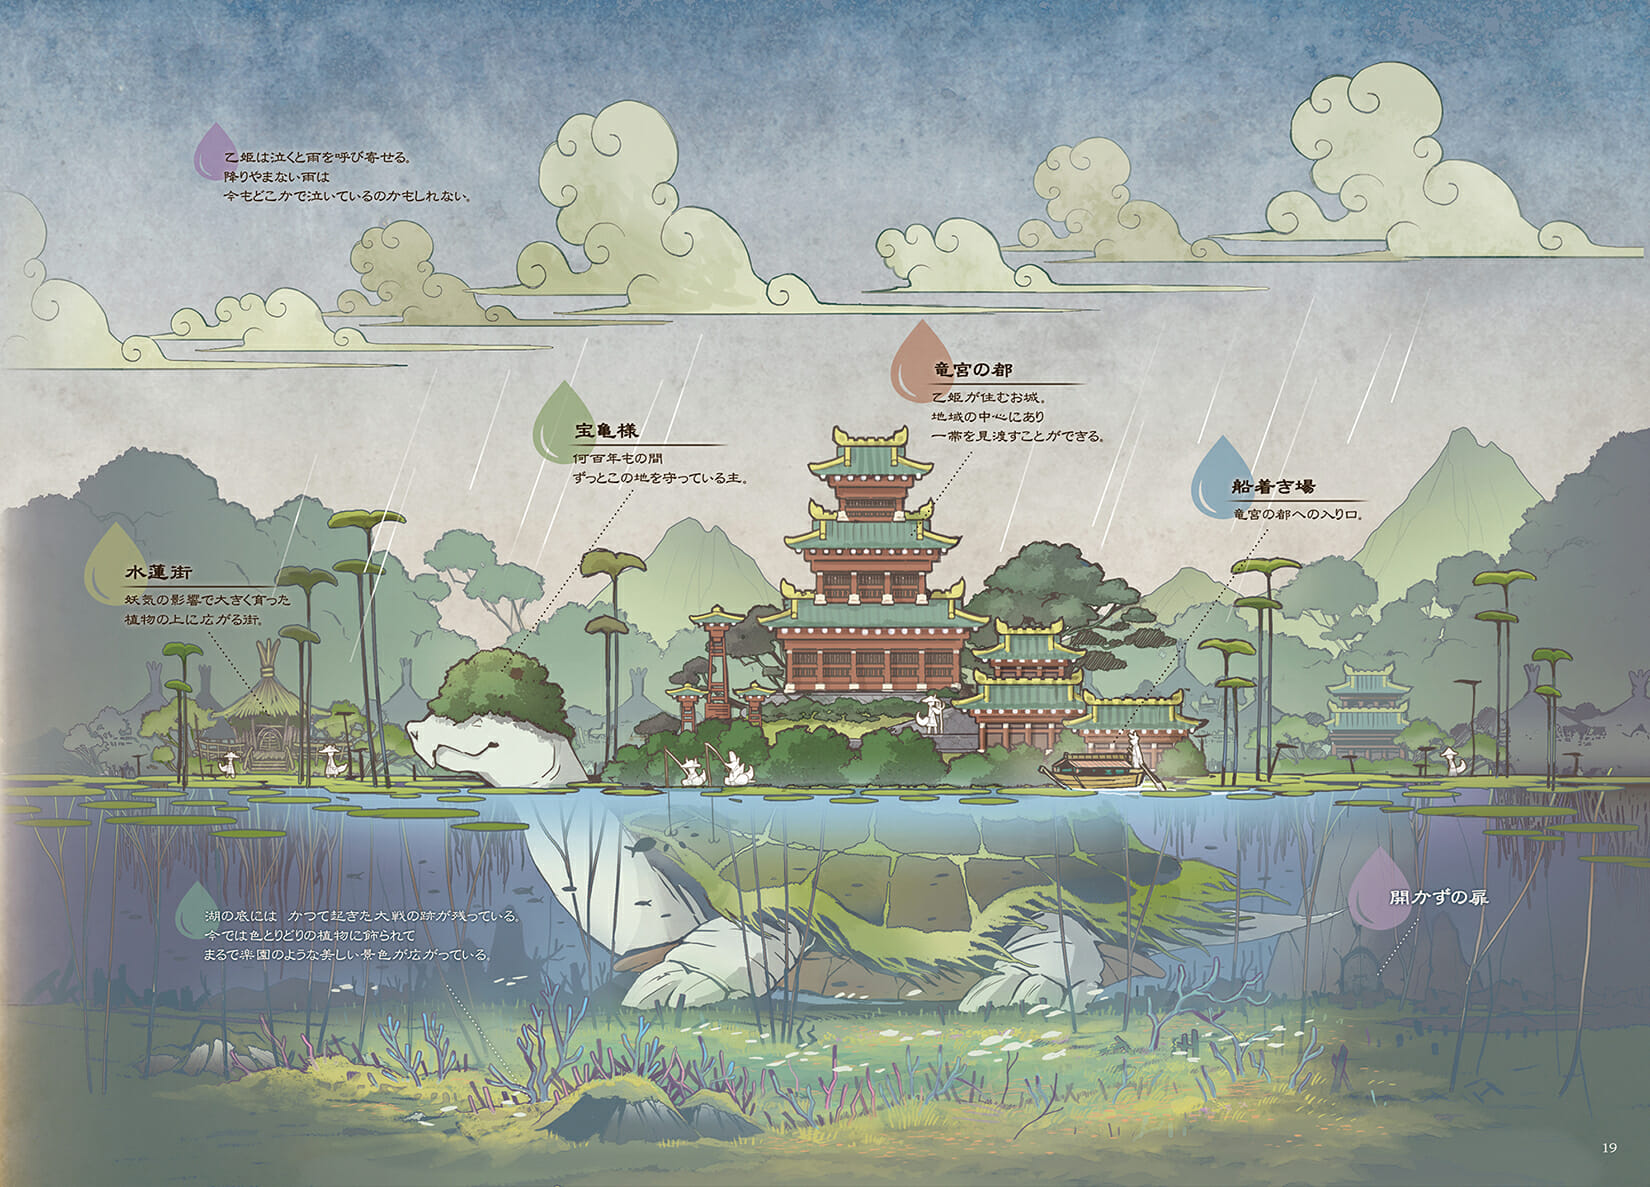 乙姫は泣くと雨を呼び寄せる。
降りやまない雨は
今もどこかで泣いているのかもしれない。
竜宮の都
乙姫が住むお城。
地域の中心にあり
一帯を見渡すことができる。
宝亀様
何百年もの間
ずっとこの地を守っている主。
船着き場
竜宮の都への入り口。
水蓮街
妖気の影響で大きく育った
植物の上に広がる街。
湖の底には かつて起きた大戦の跡が残っている。
今では色とりどりの植物に飾られて
まるで楽園のような美しい景色が広がっている。
開かずの扉
19